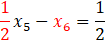 1/2 x₅ − x₆ = 1/2